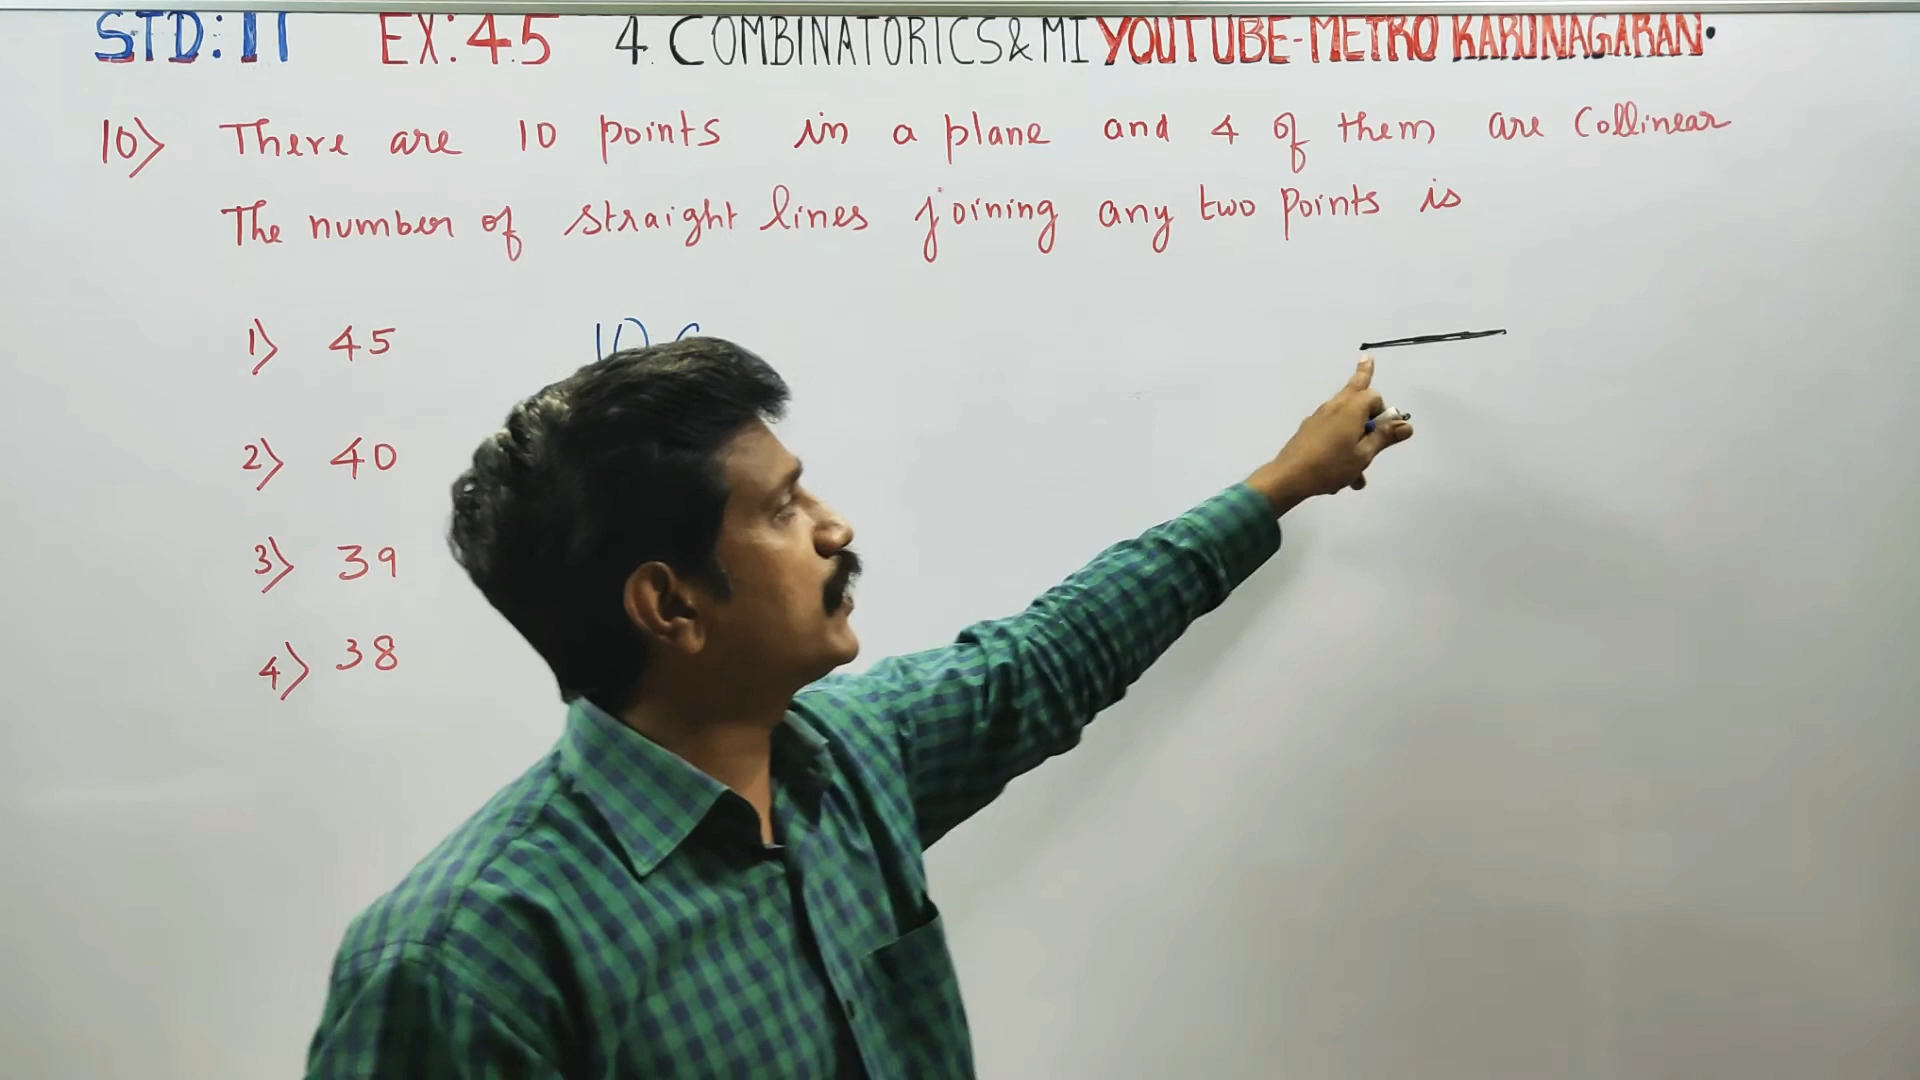 STD:11 EX:4.5 4. COMBINATORICS & MI YOUTUBE-METRO KARUNAGARAN.
10) There are 10 points in a plane and 4 of them are collinear
The number of straight lines joining any two points is
1) 45
10 C
2) 40
3) 39
4) 38